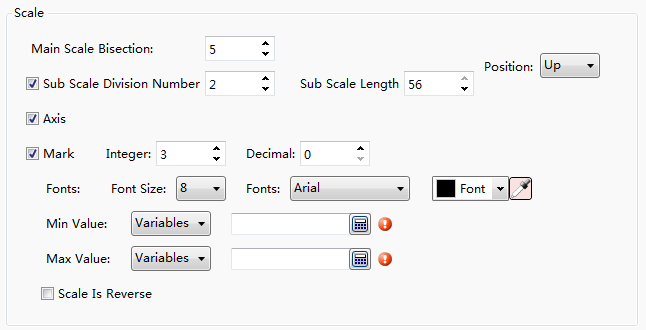 Scale
Main Scale Bisection: 5
Position: Up
Sub Scale Division Number 2 Sub Scale Length 56
Axis
Mark Integer: 3 Decimal: 0
Fonts: Font Size: 8 Fonts: Arial Font
Min Value: Variables
Max Value: Variables
Scale Is Reverse